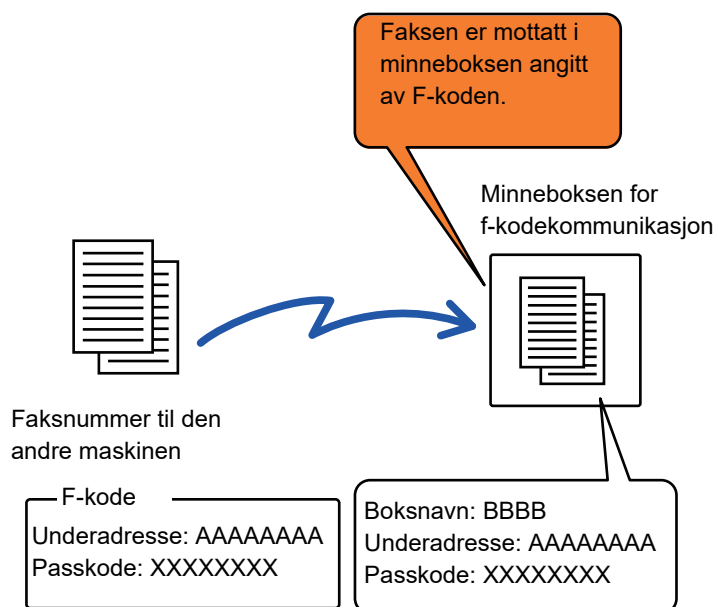 Faksen er mottatt i
minneboksen angitt
av F-koden.
Minneboksen for
f-kodekommunikasjon
Faksnummer til den
andre maskinen
F-kode
Underadresse: AAAAAAAA
Passkode: XXXXXXXX
Boksnavn: BBBB
Underadresse: AAAAAAAA
Passkode: XXXXXXXX